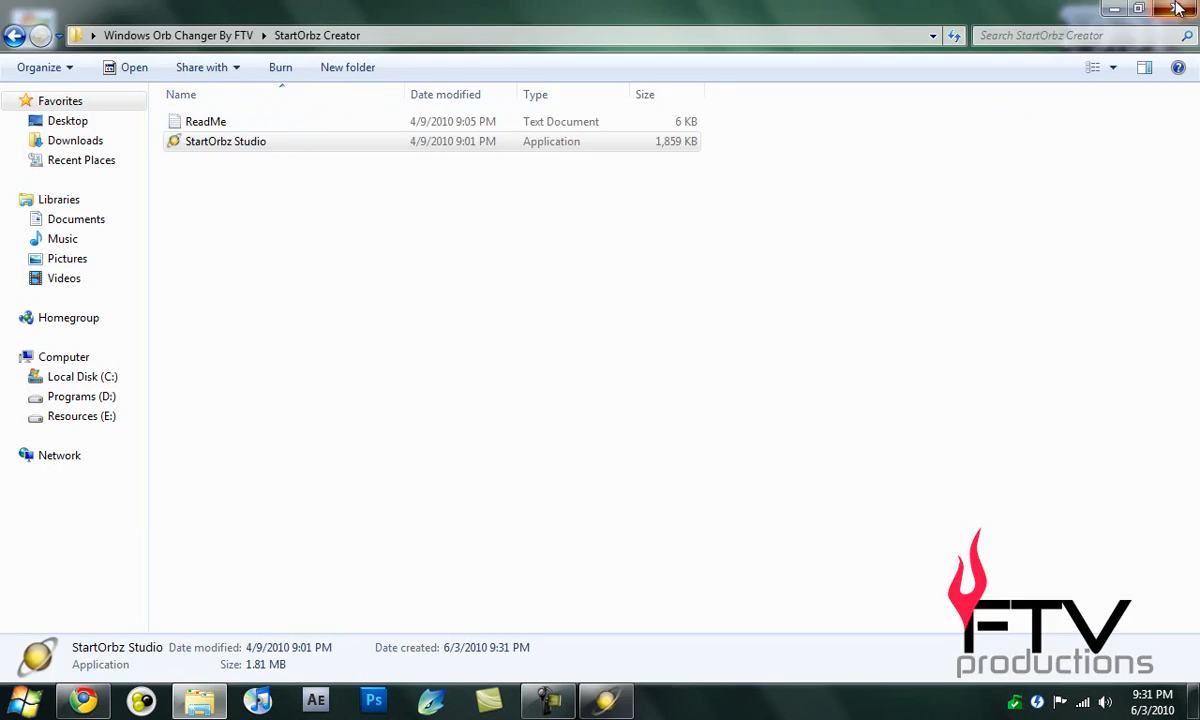 Windows Orb Changer By FTV StartOrbz Creator Search StartOrbz Creator
Organize Open Share with Burn New folder
Name Date modified Type Size
Favorites
Desktop
Downloads
Recent Places
Libraries
Documents
Music
Pictures
Videos
Homegroup
Computer
Local Disk (C:)
Programs (D:)
Resources (E:)
Network
ReadMe 4/9/2010 9:05 PM Text Document 6 KB
StartOrbz Studio 4/9/2010 9:01 PM Application 1,859 KB
FTV
productions
StartOrbz Studio Date modified: 4/9/2010 9:01 PM Date created: 6/3/2010 9:31 PM
Application Size: 1.81 MB
AE Ps
9:31 PM
6/3/2010